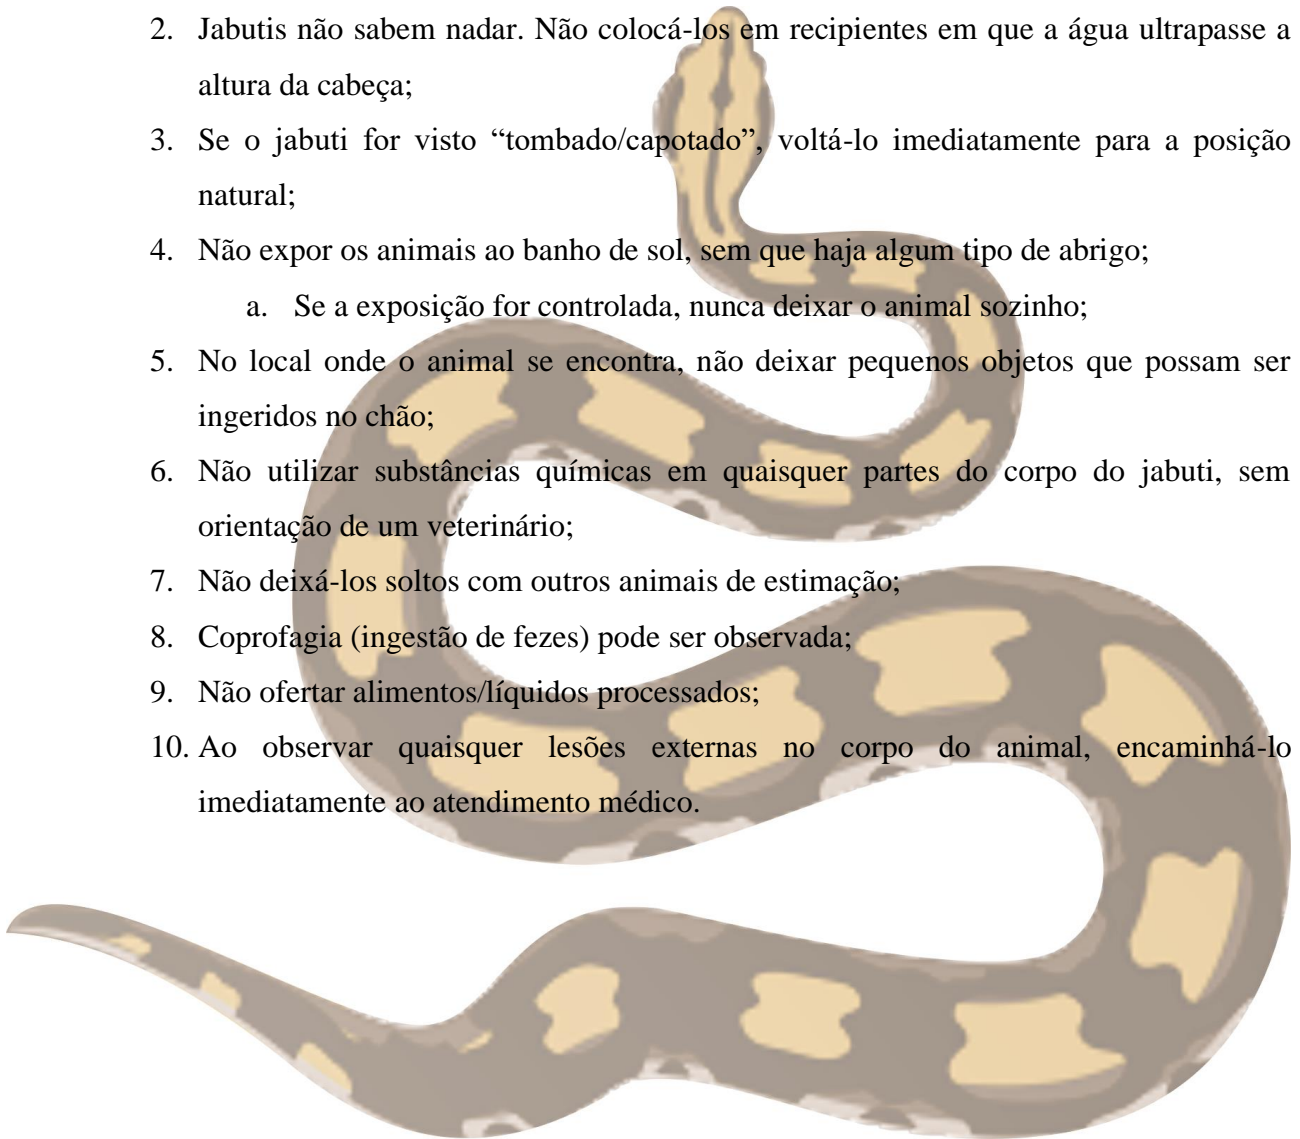 2. Jabutis não sabem nadar. Não colocá-los em recipientes em que a água ultrapasse a
altura da cabeça;
3. Se o jabuti for visto “tombado/capotado”, voltá-lo imediatamente para a posição
natural;
4. Não expor os animais ao banho de sol, sem que haja algum tipo de abrigo;
a. Se a exposição for controlada, nunca deixar o animal sozinho;
5. No local onde o animal se encontra, não deixar pequenos objetos que possam ser
ingeridos no chão;
6. Não utilizar substâncias químicas em quaisquer partes do corpo do jabuti, sem
orientação de um veterinário;
7. Não deixá-los soltos com outros animais de estimação;
8. Coprofagia (ingestão de fezes) pode ser observada;
9. Não ofertar alimentos/líquidos processados;
10. Ao observar quaisquer lesões externas no corpo do animal, encaminhá-lo
imediatamente ao atendimento médico.